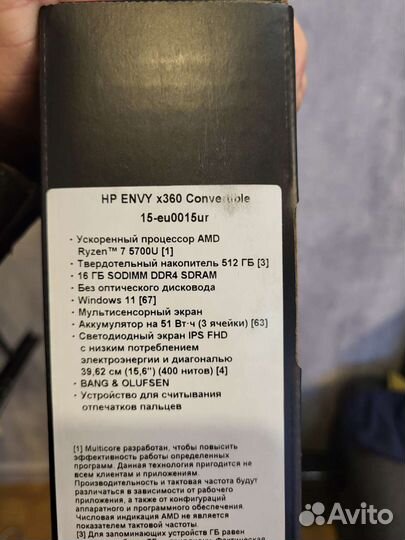 HP ENVY x360 Convertible
15-eu0015ur
· Ускоренный процессор AMD
Ryzen™ 7 5700U [1]
· Твердотельный накопитель 512 ГБ [3]
· 16 ГБ SODIMM DDR4 SDRAM
· Без оптического дисковода
· Windows 11 [67]
· Мультисенсорный экран
· Аккумулятор на 51 Вт·ч (3 ячейки) [63]
· Светодиодный экран IPS FHD
с низким потреблением
электроэнергии и диагональю
39,62 см (15,6") (400 нитов) [4]
· BANG & OLUFSEN
· Устройство для считывания
отпечатков пальцев
[1] Multicore разработан, чтобы повысить
эффективность работы определенных
программ. Данная технология пригодится не
всем клиентам и приложениям.
Производительность и тактовая частота будут
различаться в зависимости от рабочего
приложения, а также от конфигураций
аппаратного и программного обеспечения.
Числовая индикация AMD не является
показателем тактовой частоты.
[3] Для запоминающих устройств ГБ равен
Avito